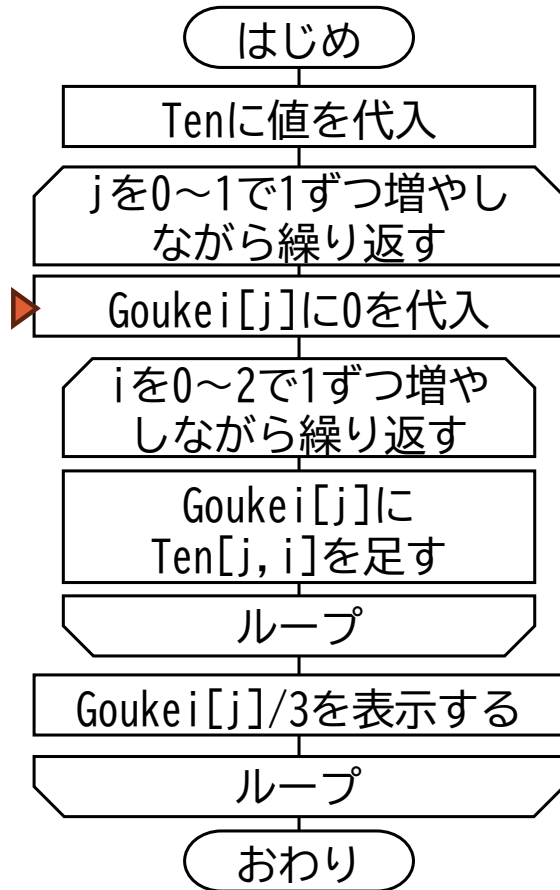 はじめ
Tenに値を代入
jを0～1で1ずつ増やし
ながら繰り返す
Goukei[j]に0を代入
iを0～2で1ずつ増や
しながら繰り返す
Goukei[j]に
Ten[j,i]を足す
ループ
Goukei[j]/3を表示する
ループ
おわり